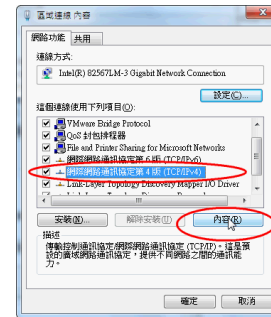 區域連線 內容
網路功能 共用
連線方式:
Intel(R) 82567LM-3 Gigabit Network Connection
設定(C)...
這個連線使用下列項目(O):
VMware Bridge Protocol
QoS 封包排程器
File and Printer Sharing for Microsoft Networks
網際網路通訊協定第 6 版 (TCP/IPv6)
網際網路通訊協定第 4 版 (TCP/IPv4)
Link-Layer Topology Discovery Mapper I/O Driver
安裝(N)... 解除安裝(U) 內容(R)
描述
傳輸控制通訊協定/網際網路通訊協定 (TCP/IP)。這是預
設的廣域網路通訊協定，提供不同網路之間的通訊能
力。
確定 取消